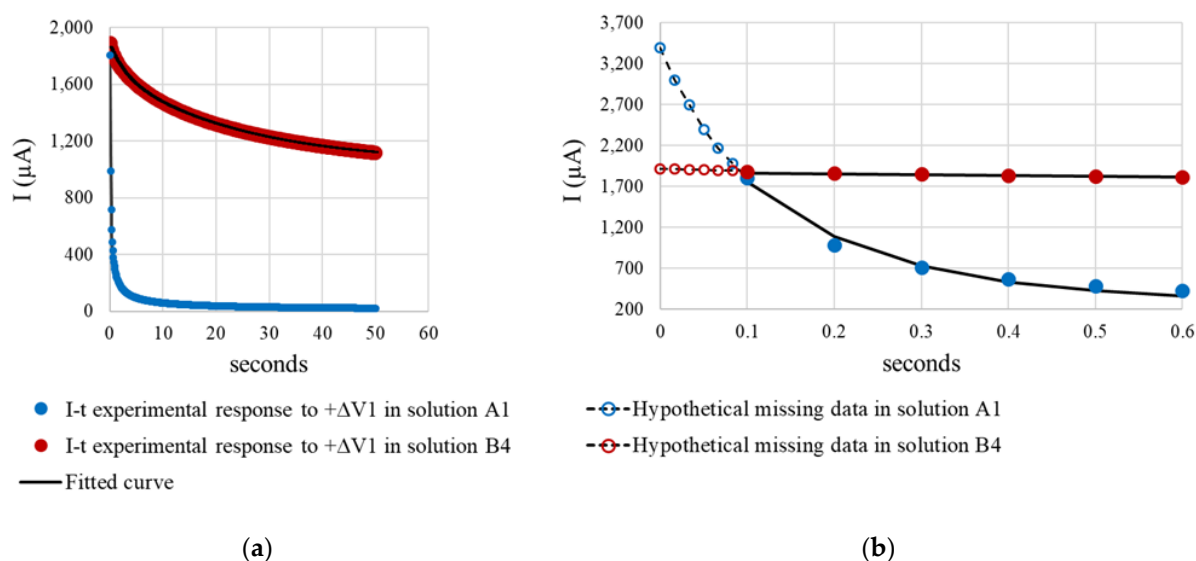 2,000
1,600
1,200
800
400
0
I (µA)
0 10 20 30 40 50 60
seconds
3,700
3,200
2,700
2,200
1,700
1,200
700
200
I (µA)
0 0.1 0.2 0.3 0.4 0.5 0.6
seconds
I-t experimental response to +ΔV1 in solution A1
I-t experimental response to +ΔV1 in solution B4
Fitted curve
Hypothetical missing data in solution A1
Hypothetical missing data in solution B4
(a)
(b)